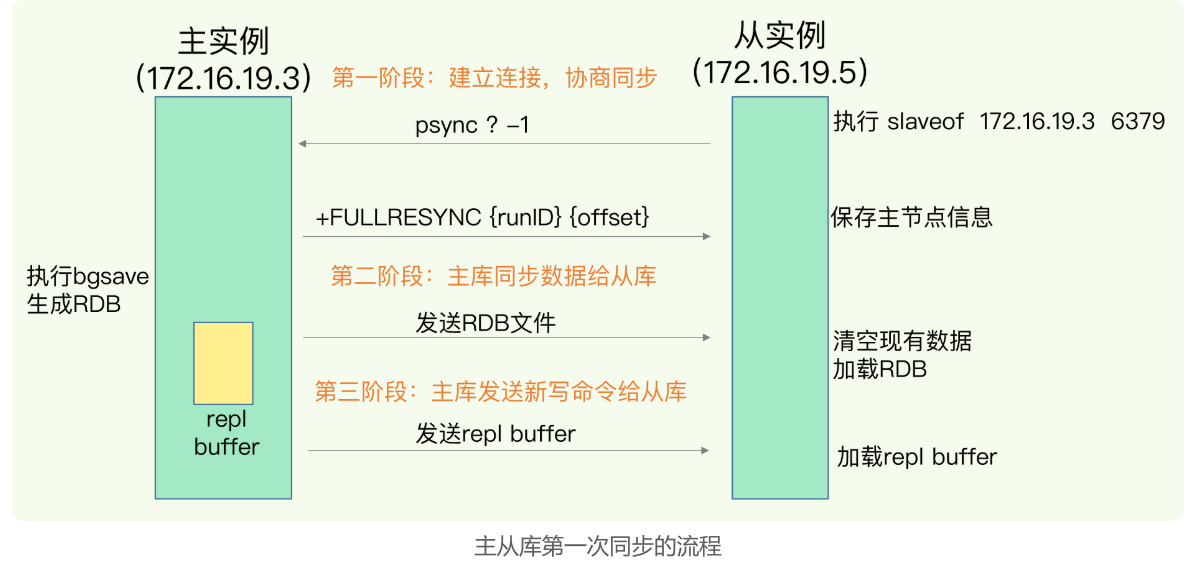 主实例
(172.16.19.3)
从实例
(172.16.19.5)
第一阶段：建立连接，协商同步
执行 slaveof 172.16.19.3 6379
psync ? -1
+FULLRESYNC {runID} {offset}
保存主节点信息
执行bgsave
生成RDB
第二阶段：主库同步数据给从库
发送RDB文件
清空现有数据
加载RDB
第三阶段：主库发送新写命令给从库
repl
buffer
发送repl buffer
加载repl buffer
主从库第一次同步的流程